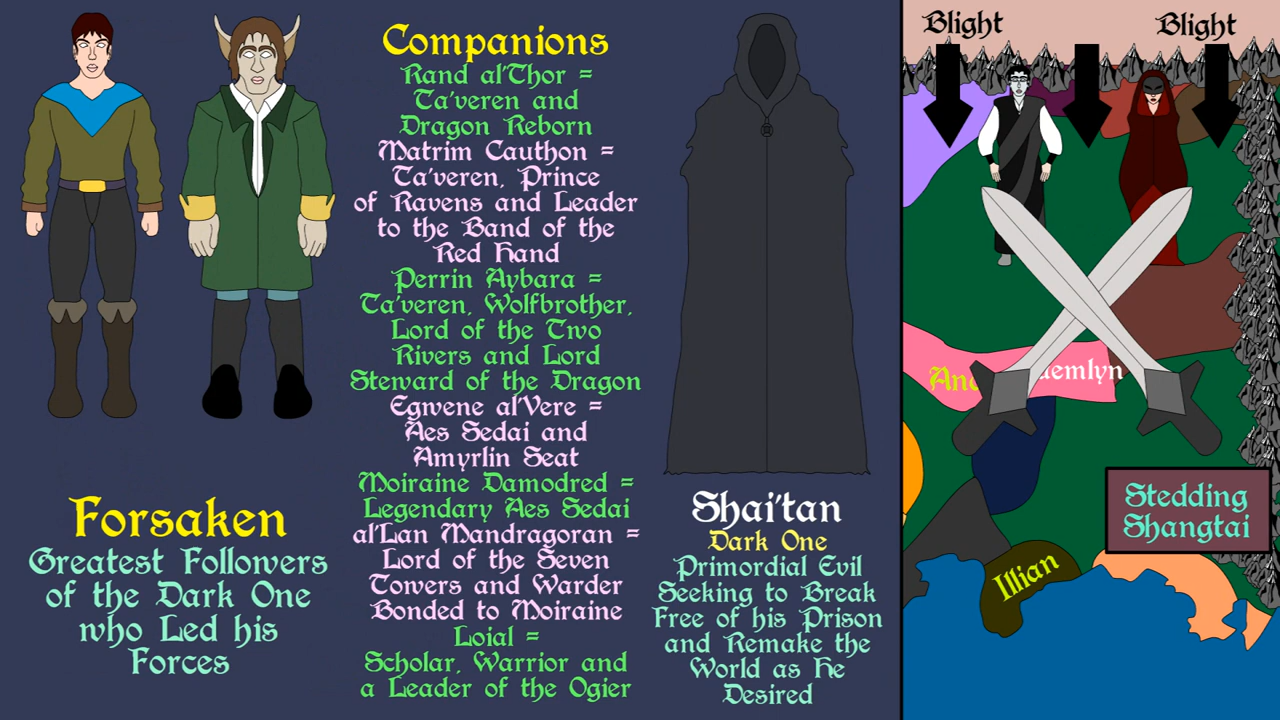 Forsaken
Greatest Followers
of the Dark One
who Led his
Forces
Companions
Rand al'Thor =
Ta'veren and
Dragon Reborn
Matrim Cauthon =
Ta'veren, Prince
of Ravens and Leader
to the Band of the
Red Hand
Perrin Aybara =
Ta'veren, Wolfbrother,
Lord of the Two
Rivers and Lord
Steward of the Dragon
Egwene al'Vere =
Aes Sedai and
Amyrlin Seat
Moiraine Damodred =
Legendary Aes Sedai
al'Lan Mandragoran =
Lord of the Seven
Towers and Warder
Bonded to Moiraine
Loial =
Scholar, Warrior and
a Leader of the Ogier
Shai'tan
Dark One
Primordial Evil
Seeking to Break
Free of his Prison
and Remake the
World as He
Desired
Blight
Blight
Stedding
Shangtai
Illian